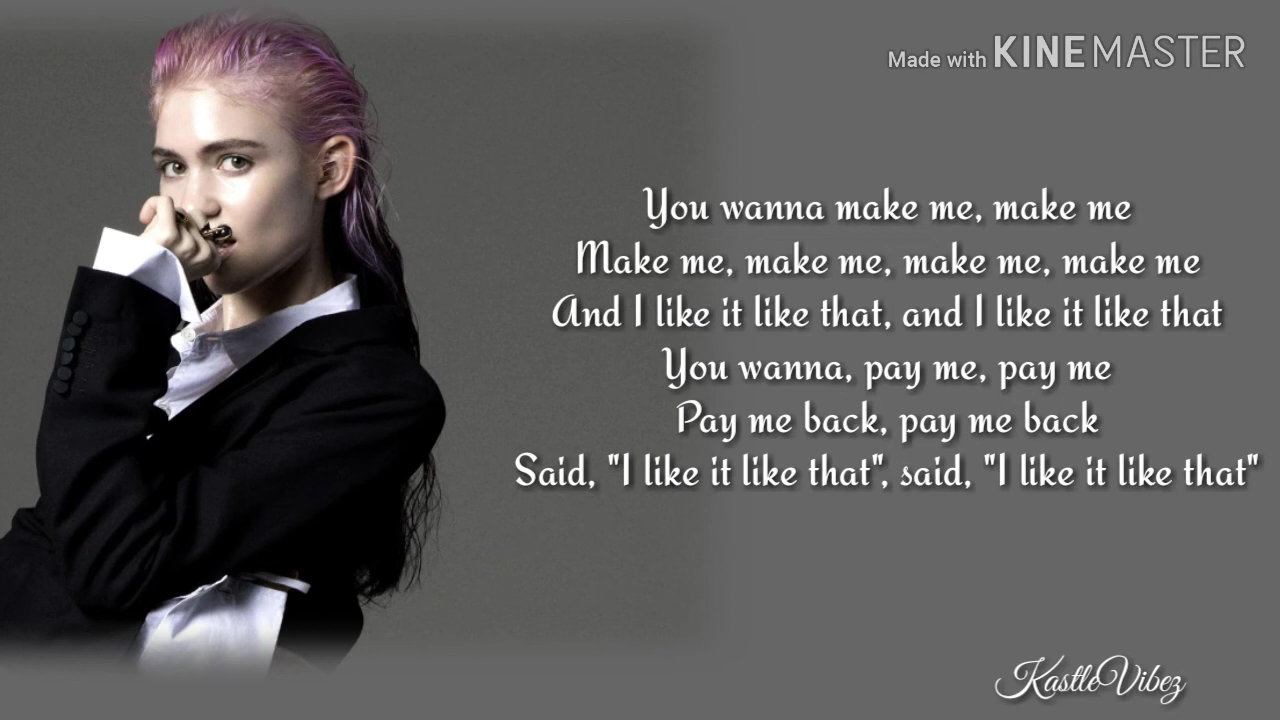 Made with KINEMASTER
You wanna make me, make me
Make me, make me, make me, make me
And I like it like that, and I like it like that
You wanna, pay me, pay me
Pay me back, pay me back
Said, "I like it like that", said, "I like it like that"
KastleVibez